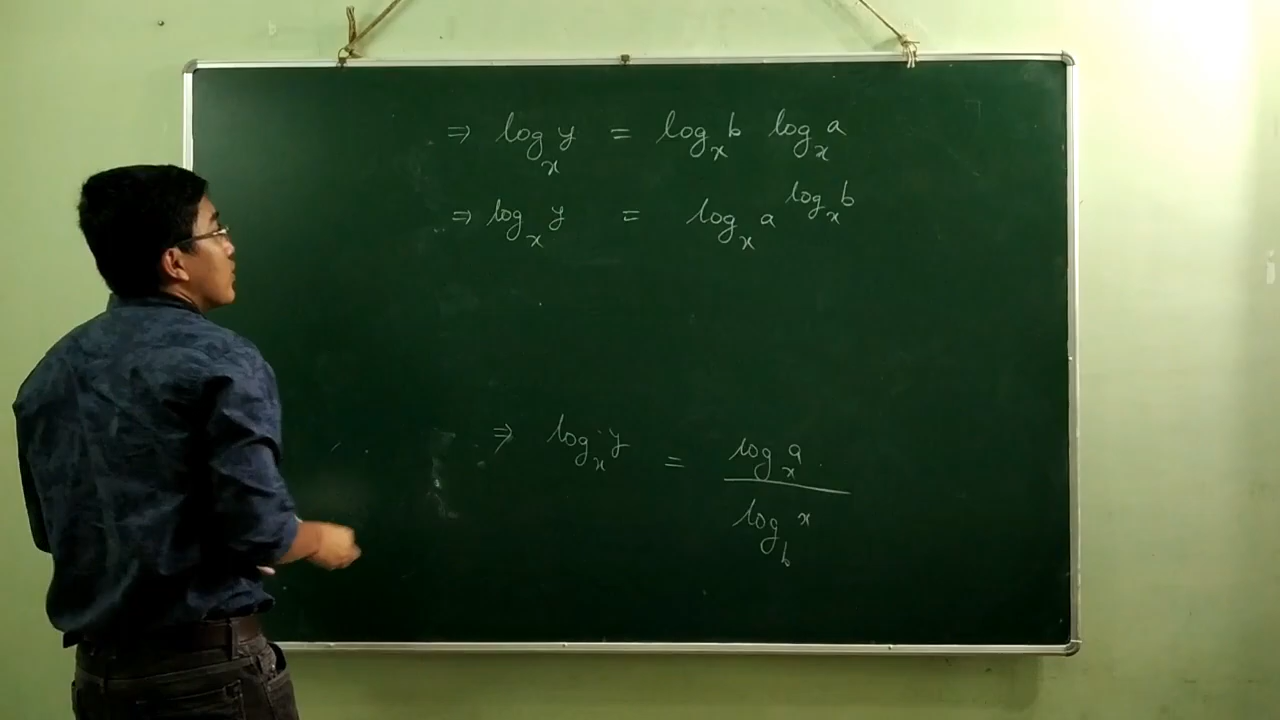 ⇒ log_x y = log_x b log_x a
⇒ log_x y = log_x a^(log_x b)
⇒ log_x y = (log_x a)/(log_b x)